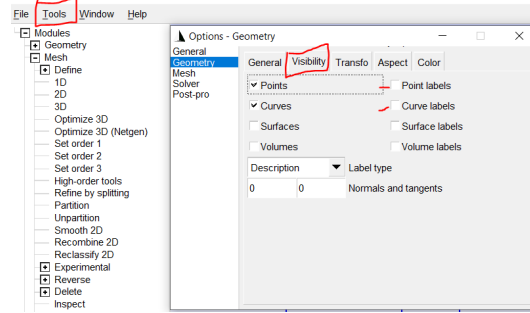 File Tools Window Help
Modules
Geometry
Mesh
Define
1D
2D
3D
Optimize 3D
Optimize 3D (Netgen)
Set order 1
Set order 2
Set order 3
High-order tools
Refine by splitting
Partition
Unpartition
Smooth 2D
Recombine 2D
Reclassify 2D
Experimental
Reverse
Delete
Inspect
Options - Geometry
General
Geometry
Mesh
Solver
Post-pro
General Visibility Transfo Aspect Color
Points Point labels
Curves Curve labels
Surfaces Surface labels
Volumes Volume labels
Description Label type
0 0 Normals and tangents